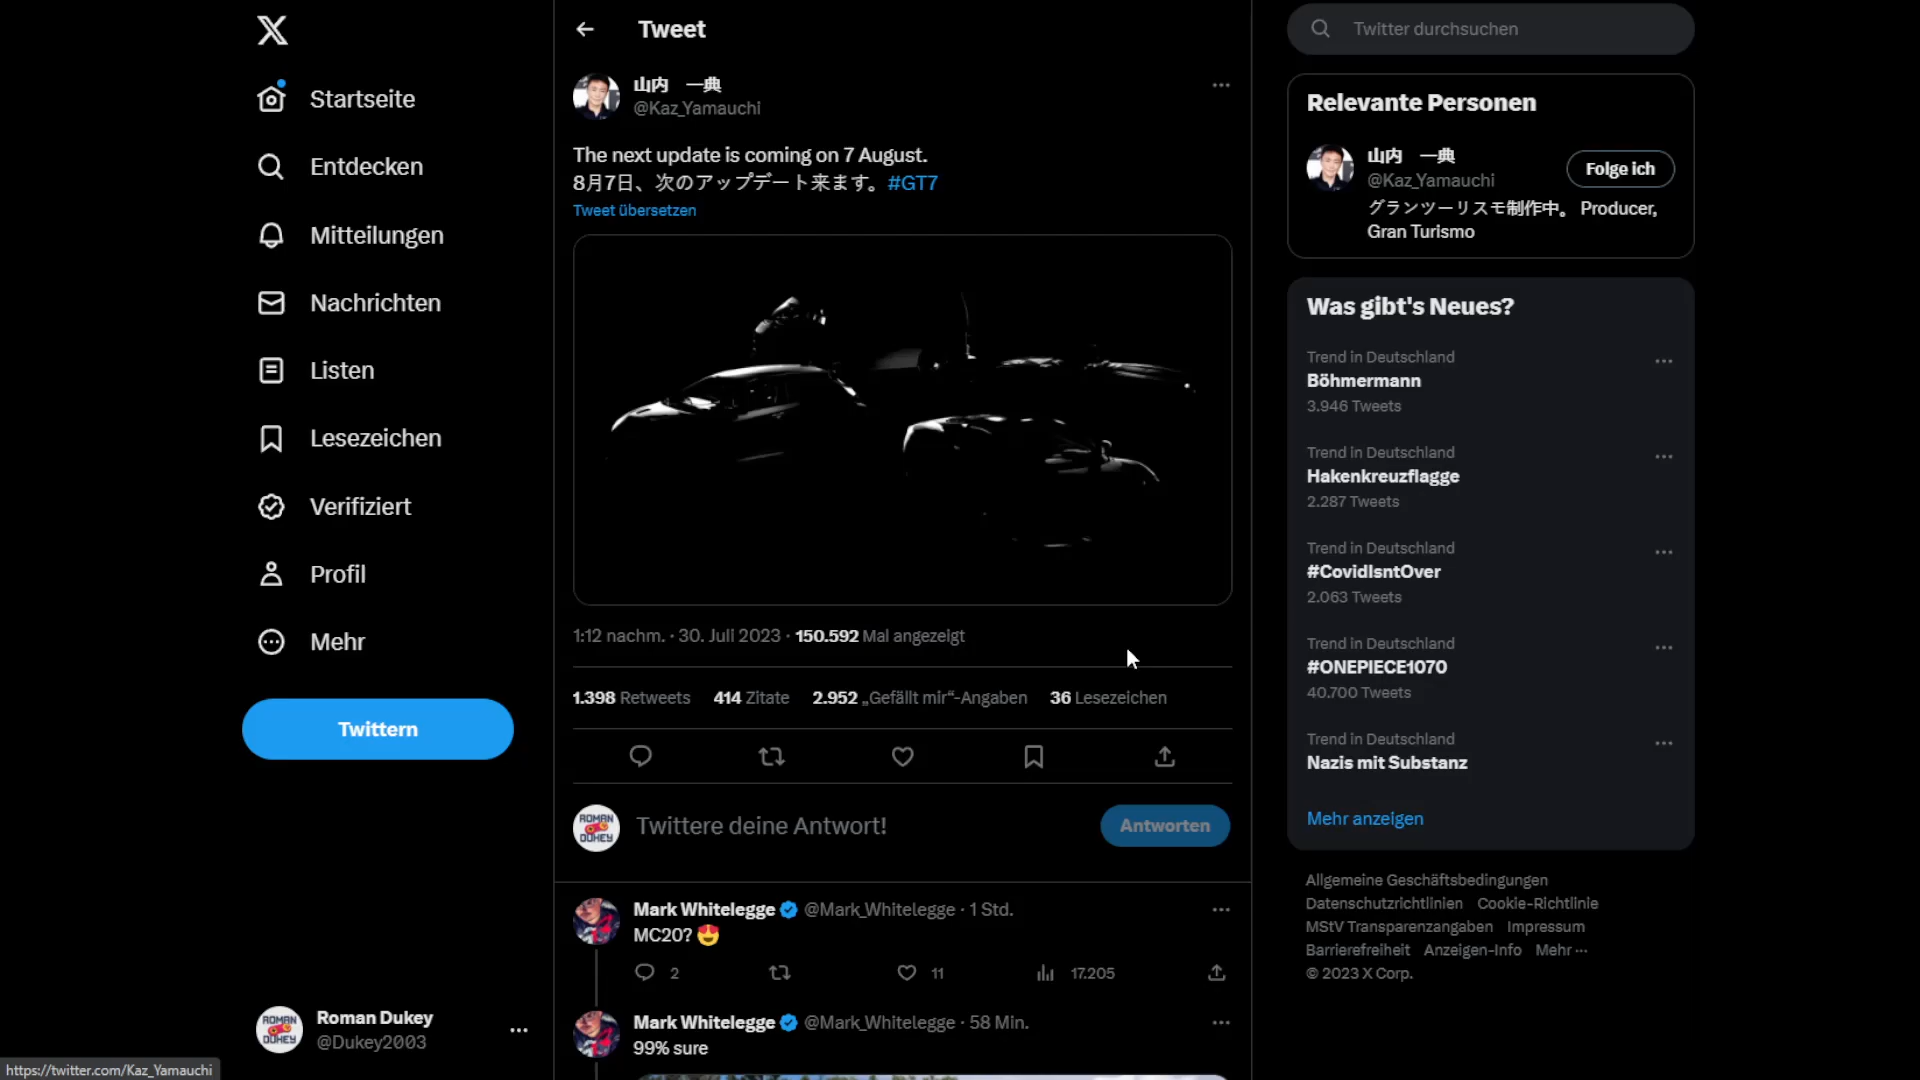 X
Startseite
Entdecken
Mitteilungen
Nachrichten
Listen
Lesezeichen
Verifiziert
Profil
Mehr
Twittern
ROMAN
DUKEY
Roman Dukey
@Dukey2003
https://twitter.com/Kaz_Yamauchi
Tweet
山内　一典
@Kaz_Yamauchi
The next update is coming on 7 August.
8月7日、次のアップデート来ます。#GT7
Tweet übersetzen
1:12 nachm. · 30. Juli 2023 · 150.592 Mal angezeigt
1.398 Retweets 414 Zitate 2.952 „Gefällt mir“-Angaben 36 Lesezeichen
ROMAN
DUKEY
Twittere deine Antwort!
Antworten
Mark Whitelegge @Mark_Whitelegge · 1 Std.
MC20? 😍
2 11 17.205
Mark Whitelegge @Mark_Whitelegge · 58 Min.
99% sure
Twitter durchsuchen
Relevante Personen
山内　一典
@Kaz_Yamauchi
Folge ich
グランツーリスモ制作中。 Producer,
Gran Turismo
Was gibt's Neues?
Trend in Deutschland
Böhmermann
3.946 Tweets
Trend in Deutschland
Hakenkreuzflagge
2.287 Tweets
Trend in Deutschland
#CovidIsntOver
2.063 Tweets
Trend in Deutschland
#ONEPIECE1070
40.700 Tweets
Trend in Deutschland
Nazis mit Substanz
Mehr anzeigen
Allgemeine Geschäftsbedingungen
Datenschutzrichtlinien Cookie-Richtlinie
MStV Transparenzangaben Impressum
Barrierefreiheit Anzeigen-Info Mehr ···
© 2023 X Corp.